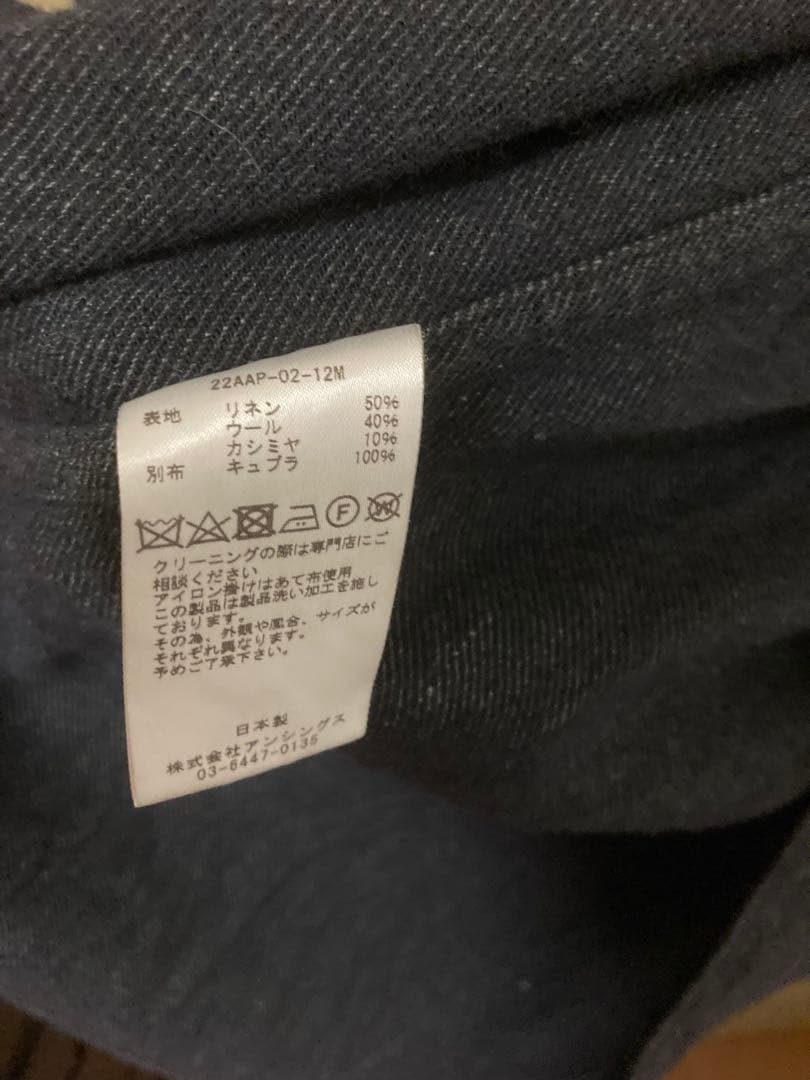 22AAP-02-12M
表地 リネン 50%
ウール 40%
カシミヤ 10%
別布 キュプラ 100%
F W
クリーニングの際は専門店にご
相談ください
アイロン掛けはあて布使用
この製品は製品洗い加工を施し
ております。
その為、外観や風合、サイズが
それぞれ異なります。
予めご了承下さい。
日本製
株式会社アンシングス
03-6447-0135